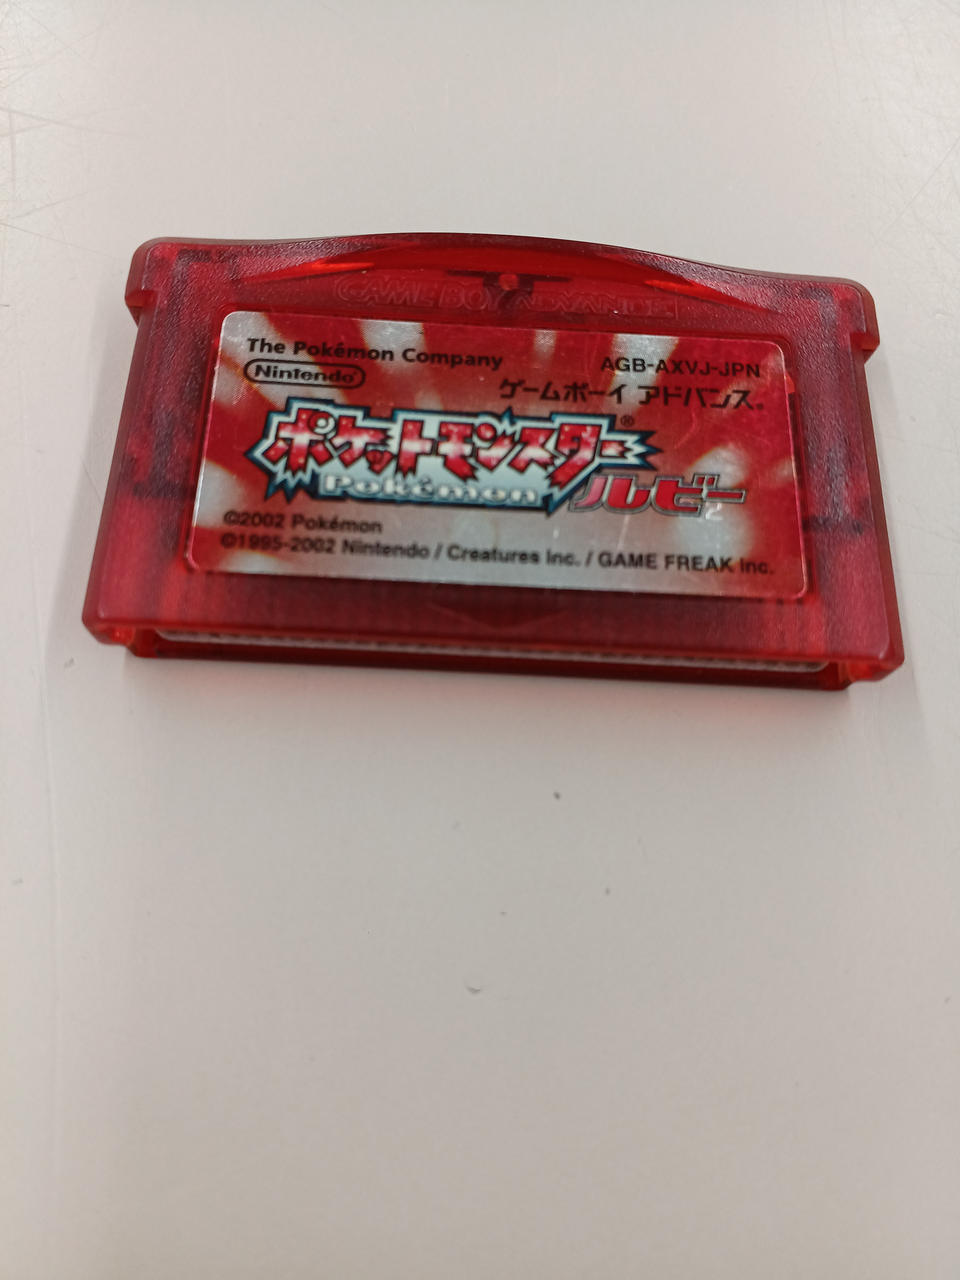 GAME BOY ADVANCE
The Pokémon Company
AGB-AXVJ-JPN
Nintendo®
ゲームボーイ アドバンス®
ポケットモンスター®
Pokémon
ルビー
©2002 Pokémon
©1995-2002 Nintendo / Creatures Inc. / GAME FREAK Inc.